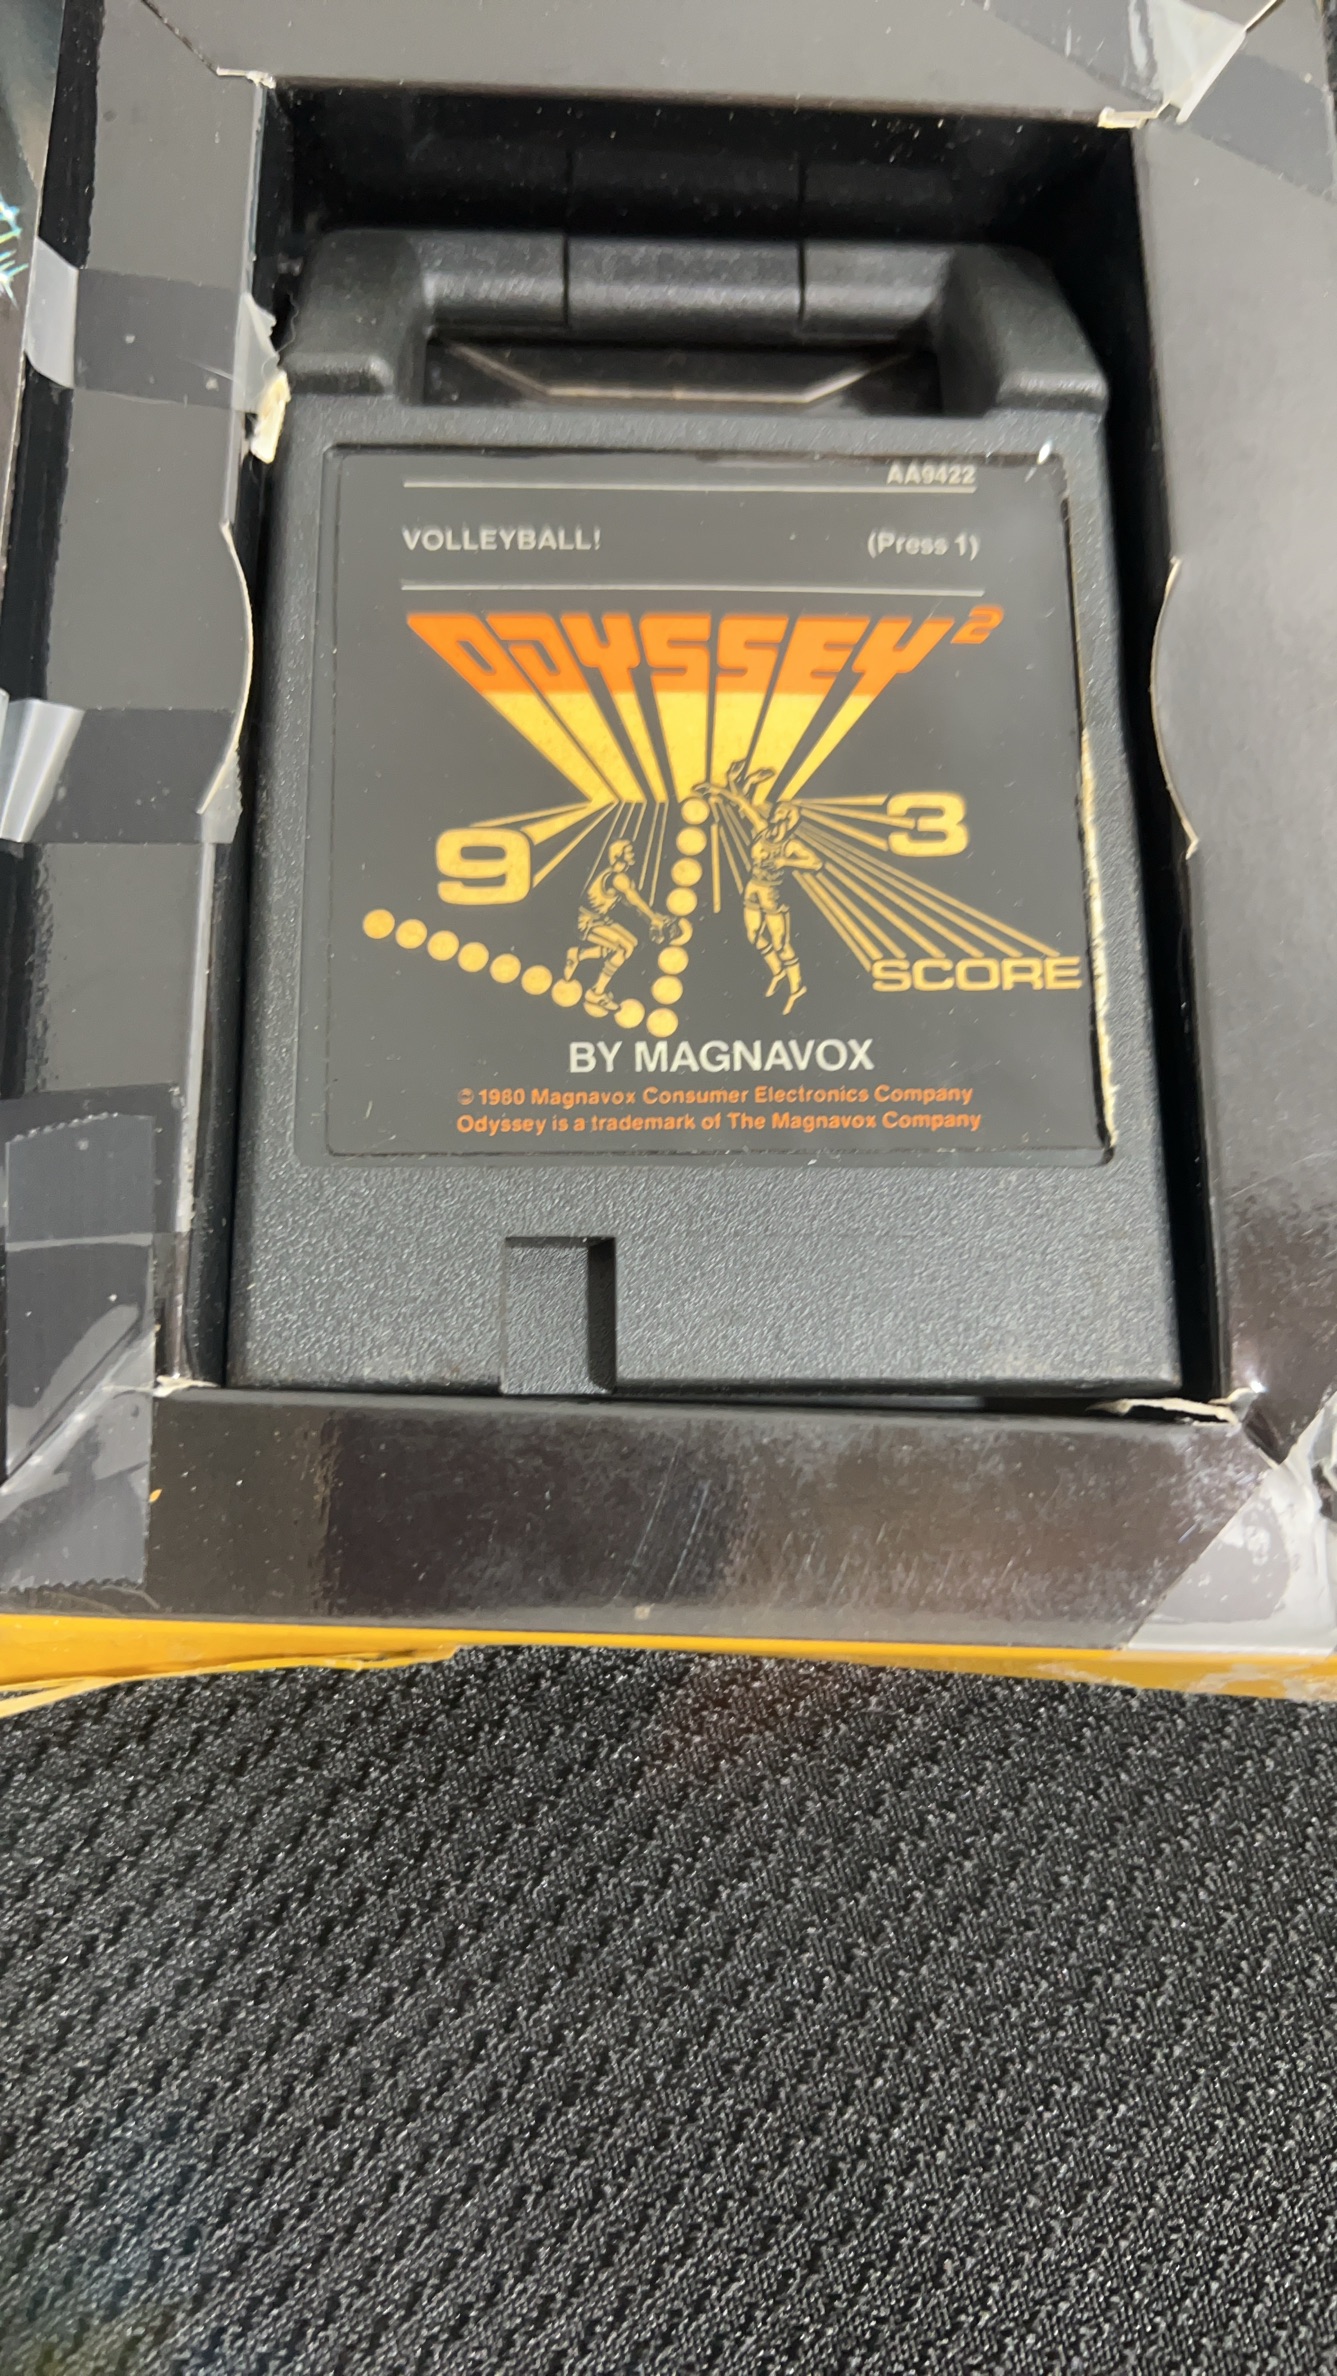 AA9422
VOLLEYBALL! (Press 1)
ODYSSEY²
9 3
SCORE
BY MAGNAVOX
© 1980 Magnavox Consumer Electronics Company
Odyssey is a trademark of The Magnavox Company